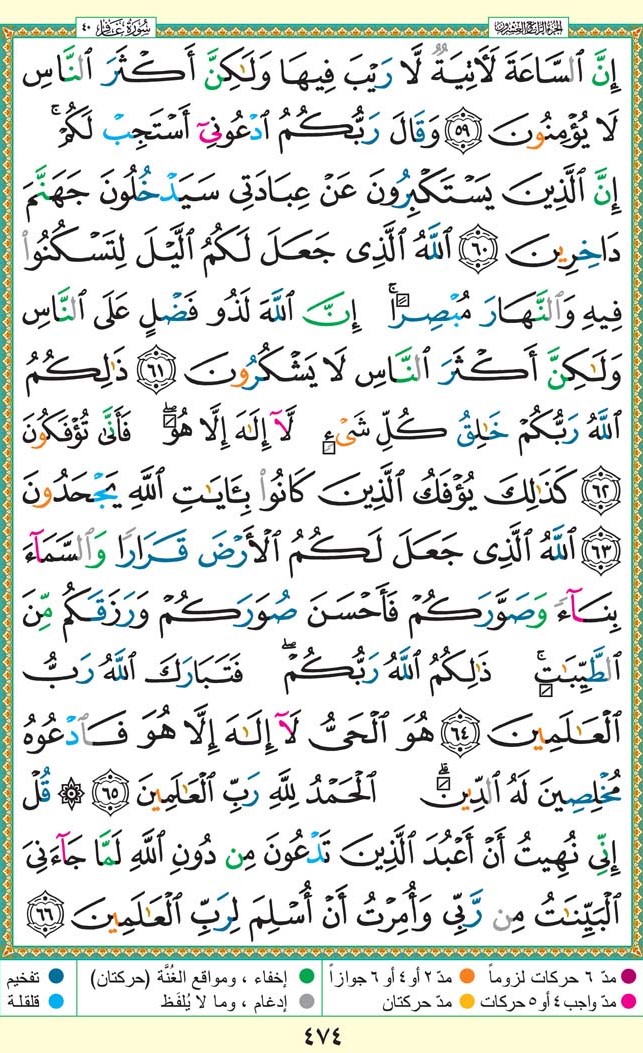 الجزء الرابع والعشرون
سورة غافر ٤٠
إِنَّ ٱلسَّاعَةَ لَأٓتِيَةٌ لَّا رَيْبَ فِيهَا وَلَٰكِنَّ أَكْثَرَ ٱلنَّاسِ
لَا يُؤْمِنُونَ ٥٩ وَقَالَ رَبُّكُمُ ٱدْعُونِىٓ أَسْتَجِبْ لَكُمْ ۚ
إِنَّ ٱلَّذِينَ يَسْتَكْبِرُونَ عَنْ عِبَادَتِى سَيَدْخُلُونَ جَهَنَّمَ
دَاخِرِينَ ٦٠ ٱللَّهُ ٱلَّذِى جَعَلَ لَكُمُ ٱلَّيْلَ لِتَسْكُنُوا۟
فِيهِ وَٱلنَّهَارَ مُبْصِرًا ۚ إِنَّ ٱللَّهَ لَذُو فَضْلٍ عَلَى ٱلنَّاسِ
وَلَٰكِنَّ أَكْثَرَ ٱلنَّاسِ لَا يَشْكُرُونَ ٦١ ذَٰلِكُمُ
ٱللَّهُ رَبُّكُمْ خَٰلِقُ كُلِّ شَىْءٍ لَّآ إِلَٰهَ إِلَّا هُوَ ۖ فَأَنَّىٰ تُؤْفَكُونَ
٦٢ كَذَٰلِكَ يُؤْفَكُ ٱلَّذِينَ كَانُوا۟ بِـَٔايَٰتِ ٱللَّهِ يَجْحَدُونَ
٦٣ ٱللَّهُ ٱلَّذِى جَعَلَ لَكُمُ ٱلْأَرْضَ قَرَارًا وَٱلسَّمَآءَ
بِنَآءً وَصَوَّرَكُمْ فَأَحْسَنَ صُوَرَكُمْ وَرَزَقَكُم مِّنَ
ٱلطَّيِّبَٰتِ ۚ ذَٰلِكُمُ ٱللَّهُ رَبُّكُمْ ۖ فَتَبَارَكَ ٱللَّهُ رَبُّ
ٱلْعَٰلَمِينَ ٦٤ هُوَ ٱلْحَىُّ لَآ إِلَٰهَ إِلَّا هُوَ فَٱدْعُوهُ
مُخْلِصِينَ لَهُ ٱلدِّينَ ۗ ٱلْحَمْدُ لِلَّهِ رَبِّ ٱلْعَٰلَمِينَ ٦٥ ۞ قُلْ
إِنِّى نُهِيتُ أَنْ أَعْبُدَ ٱلَّذِينَ تَدْعُونَ مِن دُونِ ٱللَّهِ لَمَّا جَآءَنِىَ
ٱلْبَيِّنَٰتُ مِن رَّبِّى وَأُمِرْتُ أَنْ أُسْلِمَ لِرَبِّ ٱلْعَٰلَمِينَ ٦٦
مدّ ٦ حركات لزوماً مدّ ٢ أو ٤ أو ٦ جوازاً إخفاء ، ومواقع الغُنَّة (حركتان) تفخيم
مدّ واجب ٤ أو ٥ حركات مدّ حركتان إدغام ، وما لا يُلفَظ قلقلة
٤٧٤